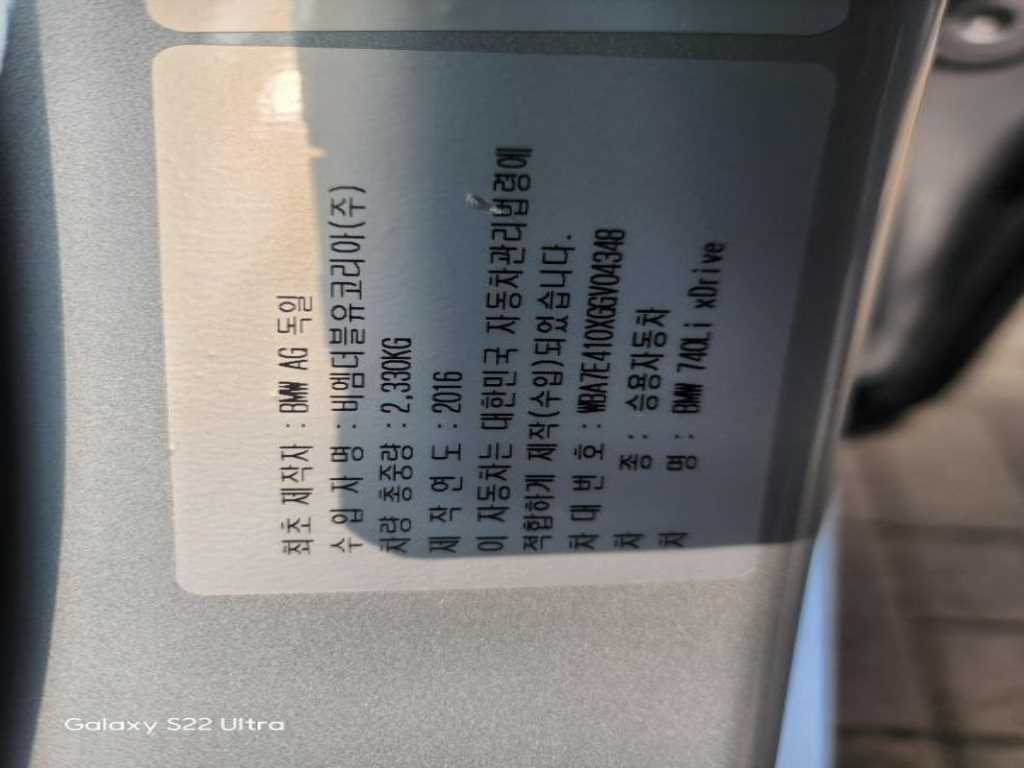 최초 제작자 : BMW AG 독일
수 입 자 명 : 비엠더블유코리아(주)
차량 총중량 : 2,330KG
제 작 연 도 : 2016
이 자동차는 대한민국 자동차관리법령에
적합하게 제작(수입)되었습니다.
차 대 번 호 : WBA7E410XGGV04348
차 종 : 승용자동차
차 명 : BMW 740Li xDrive
Galaxy S22 Ultra